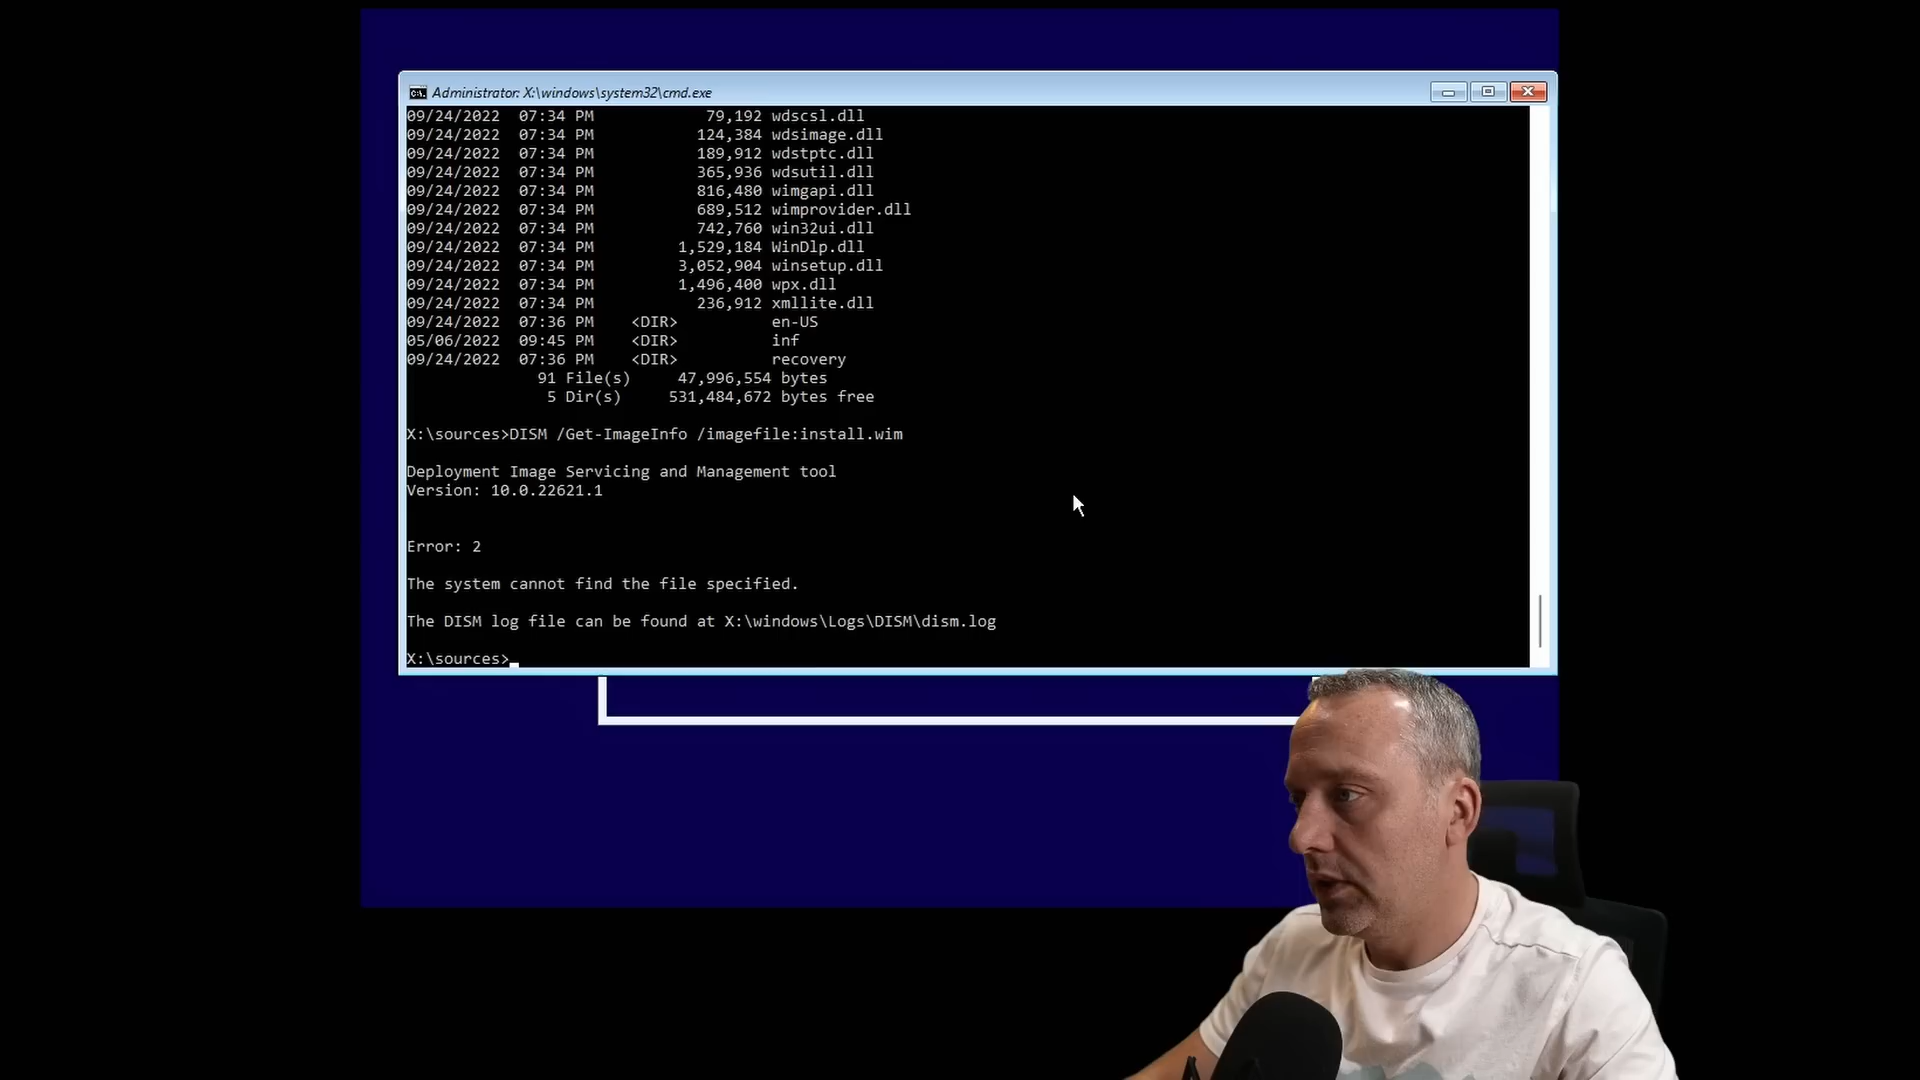 Administrator: X:\windows\system32\cmd.exe
09/24/2022 07:34 PM 79,192 wdscsl.dll
09/24/2022 07:34 PM 124,384 wdsimage.dll
09/24/2022 07:34 PM 189,912 wdstptc.dll
09/24/2022 07:34 PM 365,936 wdsutil.dll
09/24/2022 07:34 PM 816,480 wimgapi.dll
09/24/2022 07:34 PM 689,512 wimprovider.dll
09/24/2022 07:34 PM 742,760 win32ui.dll
09/24/2022 07:34 PM 1,529,184 WinDlp.dll
09/24/2022 07:34 PM 3,052,904 winsetup.dll
09/24/2022 07:34 PM 1,496,400 wpx.dll
09/24/2022 07:34 PM 236,912 xmllite.dll
09/24/2022 07:36 PM <DIR> en-US
05/06/2022 09:45 PM <DIR> inf
09/24/2022 07:36 PM <DIR> recovery
91 File(s) 47,996,554 bytes
5 Dir(s) 531,484,672 bytes free
X:\sources>DISM /Get-ImageInfo /imagefile:install.wim
Deployment Image Servicing and Management tool
Version: 10.0.22621.1
Error: 2
The system cannot find the file specified.
The DISM log file can be found at X:\windows\Logs\DISM\dism.log
X:\sources>